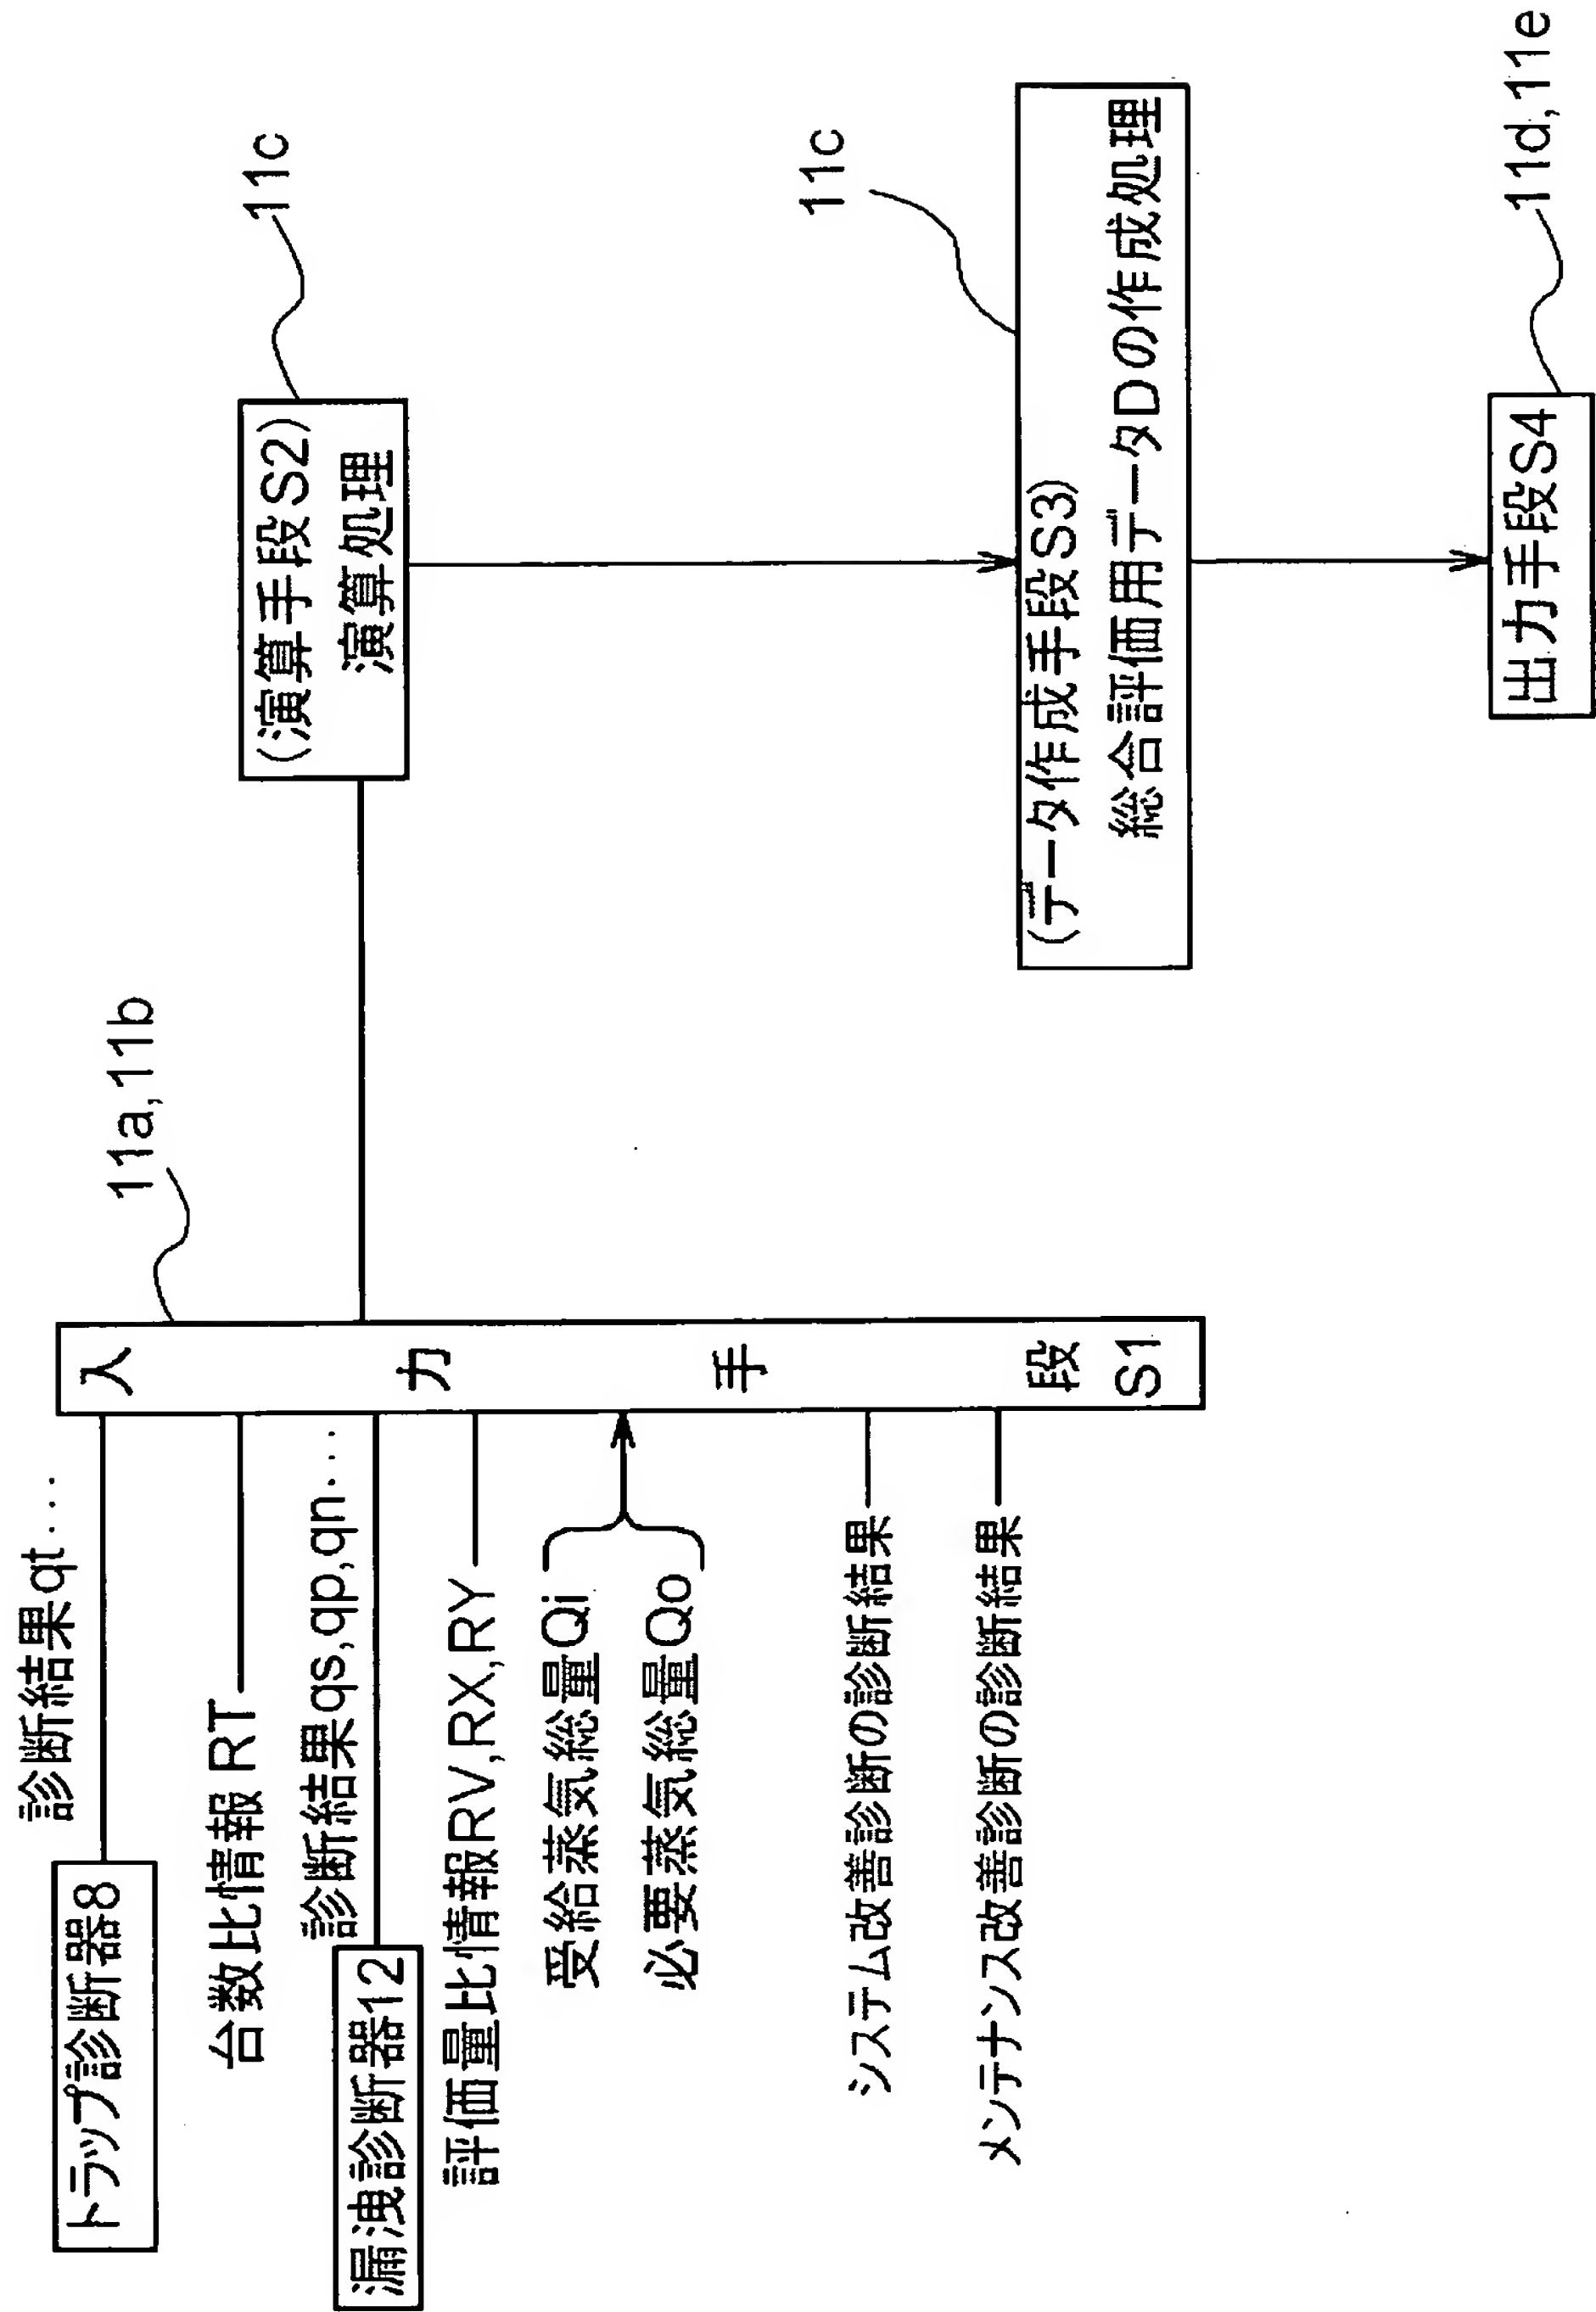 診断結果qt・・・
トラップ診断器8
台数比情報RT
診断結果qs,qp,qn・・・
漏洩診断器12
評価量比情報RV,RX,RY
受給蒸気総量Qi
必要蒸気総量Qo
システム改善診断の診断結果
メンテナンス改善診断の診断結果
11a,11b
入力手段S1
11c
(演算手段S2)
演算処理
11c
(データ作成手段S3)
総合評価用データDの作成処理
11d,11e
出力手段S4